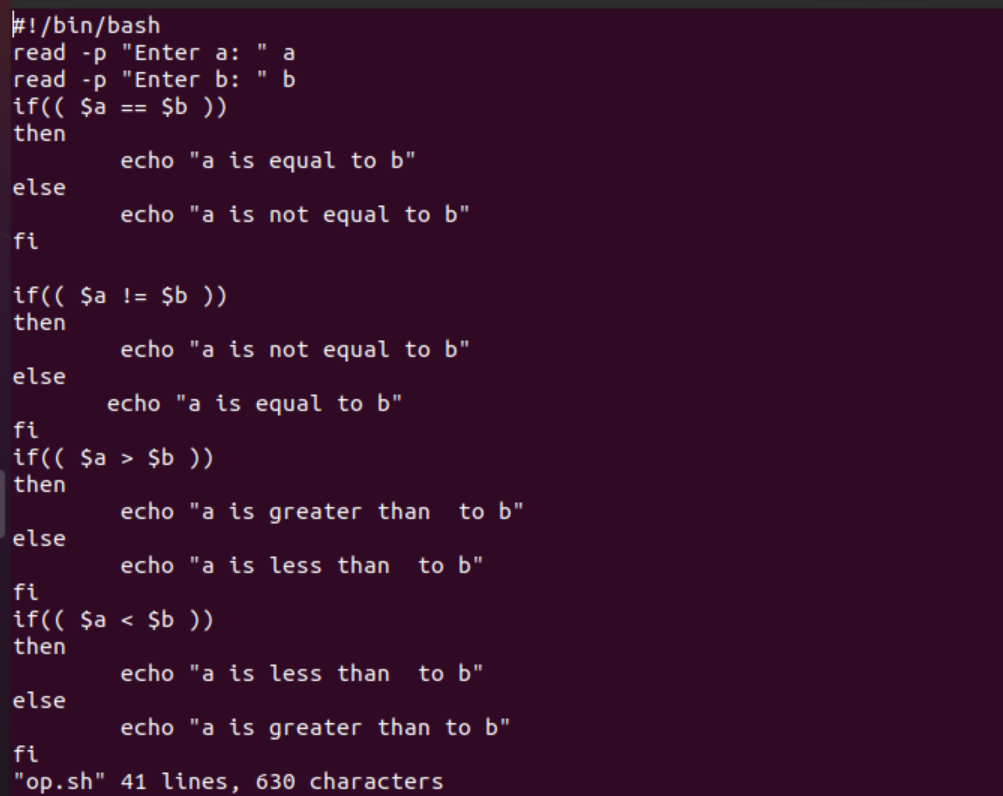 #!/bin/bash
read -p "Enter a: " a
read -p "Enter b: " b
if(( $a == $b ))
then
        echo "a is equal to b"
else
        echo "a is not equal to b"
fi

if(( $a != $b ))
then
        echo "a is not equal to b"
else
       echo "a is equal to b"
fi
if(( $a > $b ))
then
        echo "a is greater than  to b"
else
        echo "a is less than  to b"
fi
if(( $a < $b ))
then
        echo "a is less than  to b"
else
        echo "a is greater than to b"
fi
"op.sh" 41 lines, 630 characters